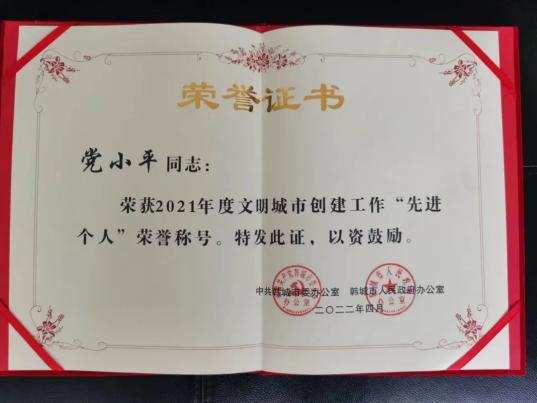 荣誉证书
党小平同志：
荣获2021年度文明城市创建工作“先进
个人”荣誉称号。特发此证，以资鼓励。
中共韩城市委办公室 韩城市人民政府办公室
二〇二二年四月